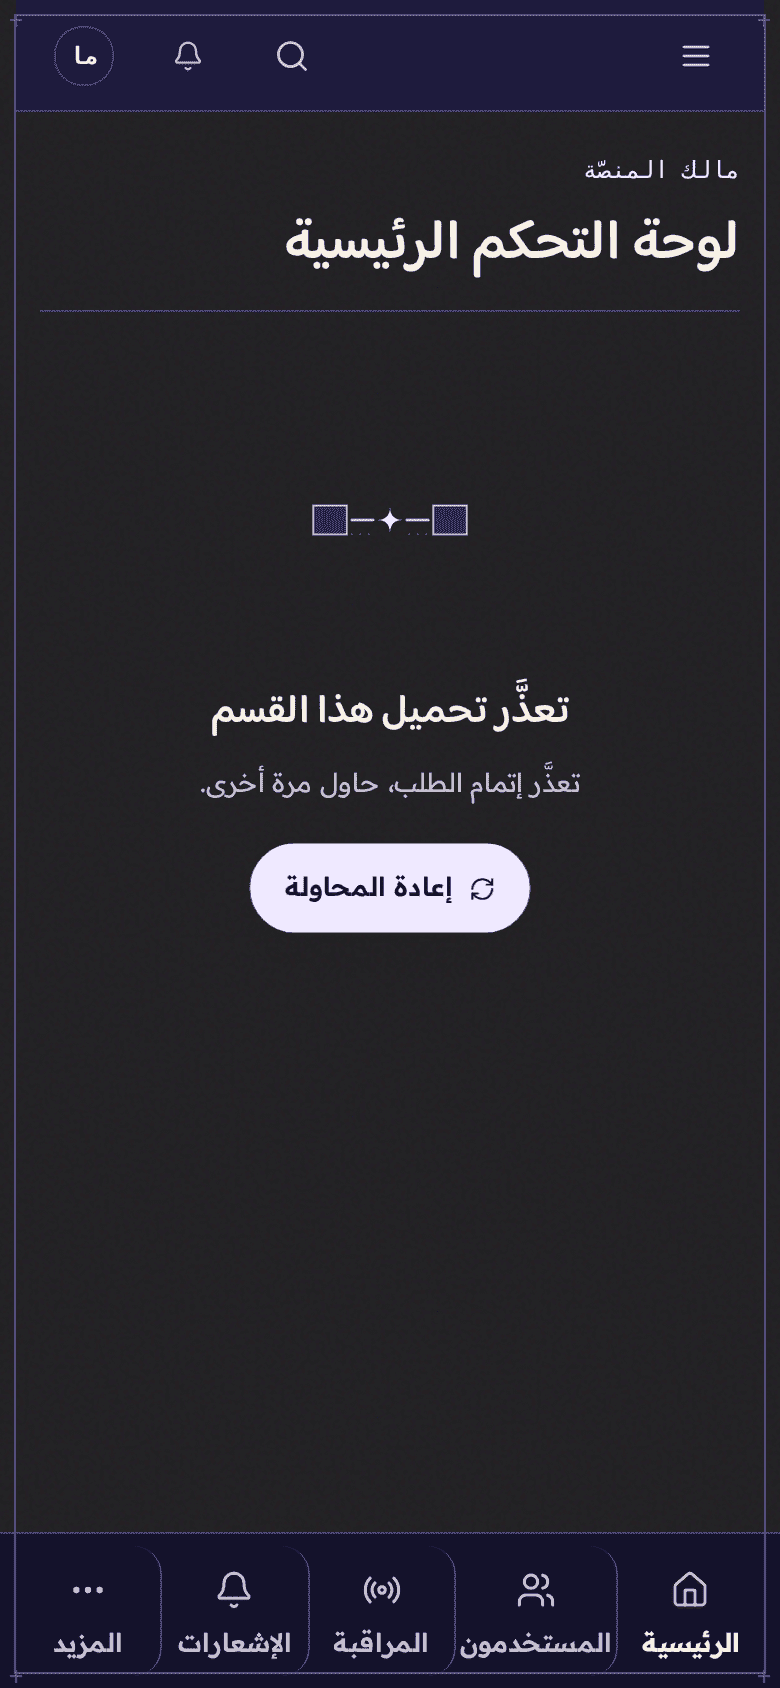 ما
مالك المنصّة
لوحة التحكم الرئيسية
تعذَّر تحميل هذا القسم
تعذَّر إتمام الطلب، حاول مرة أخرى.
إعادة المحاولة
الرئيسية
المستخدمون
المراقبة
الإشعارات
المزيد